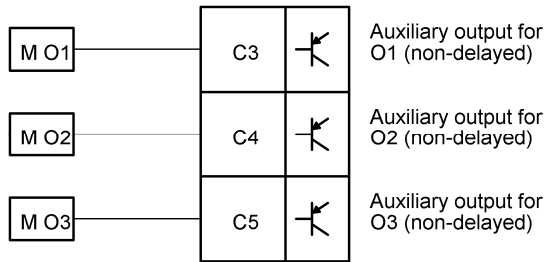 M O1
C3
Auxiliary output for
O1 (non-delayed)
M O2
C4
Auxiliary output for
O2 (non-delayed)
M O3
C5
Auxiliary output for
O3 (non-delayed)